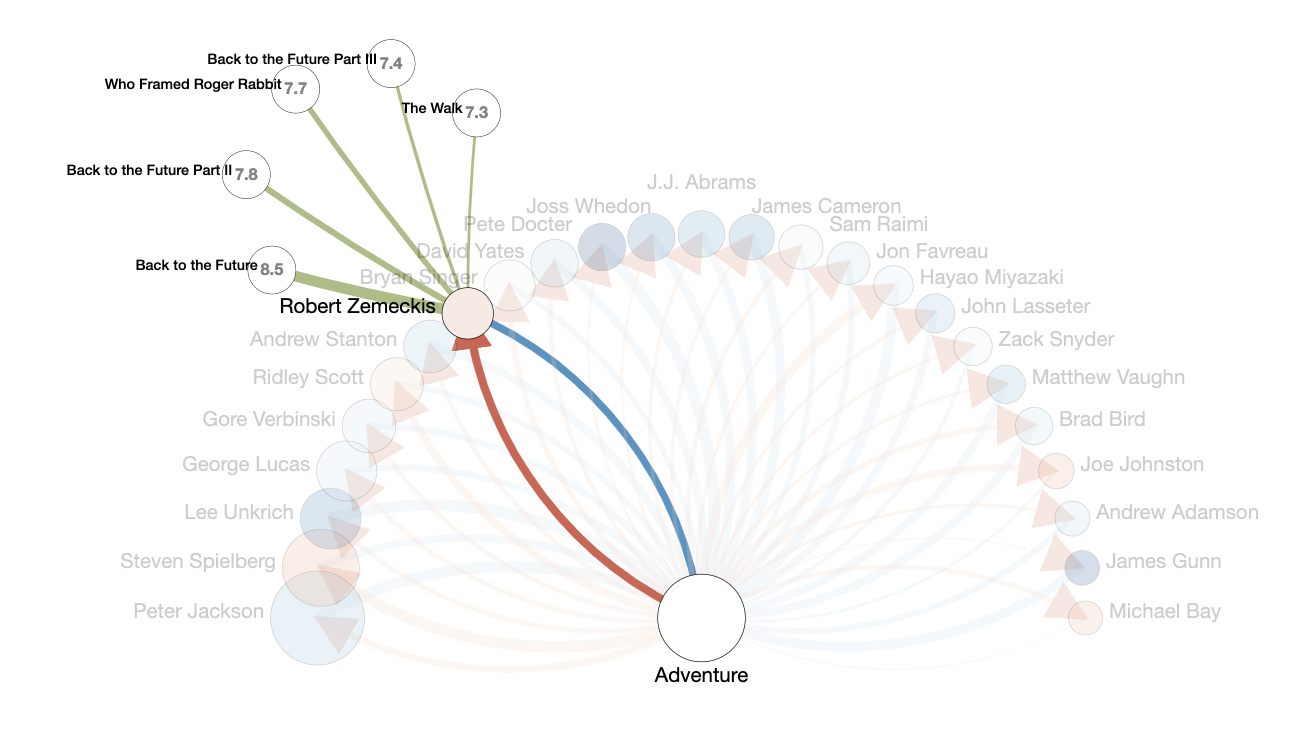 Back to the Future Part III 7.4
Who Framed Roger Rabbit 7.7
The Walk 7.3
Back to the Future Part II 7.8
Back to the Future 8.5
J.J. Abrams
Joss Whedon
James Cameron
Pete Docter
Sam Raimi
David Yates
Jon Favreau
Bryan Singer
Hayao Miyazaki
Robert Zemeckis
John Lasseter
Andrew Stanton
Zack Snyder
Ridley Scott
Matthew Vaughn
Gore Verbinski
Brad Bird
George Lucas
Joe Johnston
Lee Unkrich
Andrew Adamson
Steven Spielberg
James Gunn
Peter Jackson
Michael Bay
Adventure